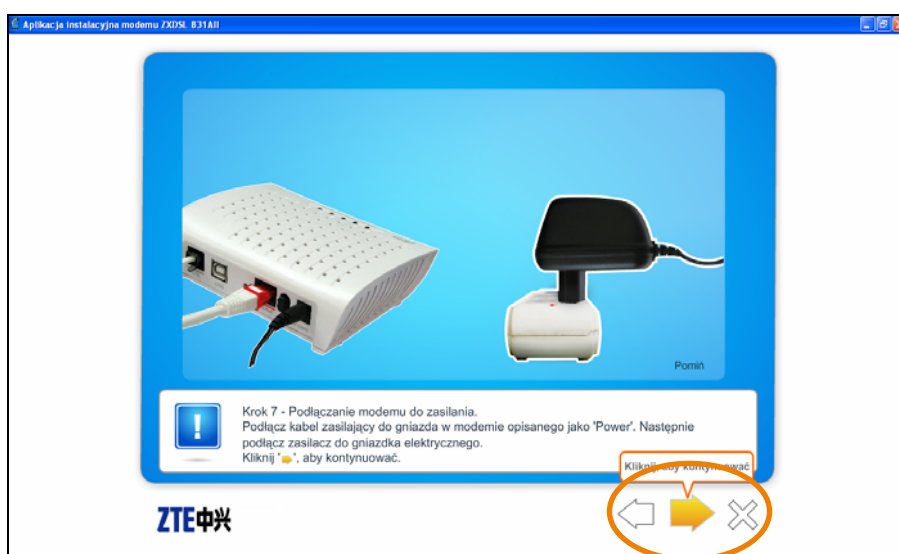 Aplikacja instalacyjna modemu ZXDSL 831AII
Pomiń
Krok 7 - Podłączanie modemu do zasilania.
Podłącz kabel zasilający do gniazda w modemie opisanego jako 'Power'. Następnie
podłącz zasilacz do gniazdka elektrycznego.
Kliknij '➡', aby kontynuować.
Kliknij, aby kontynuować
ZTE中兴